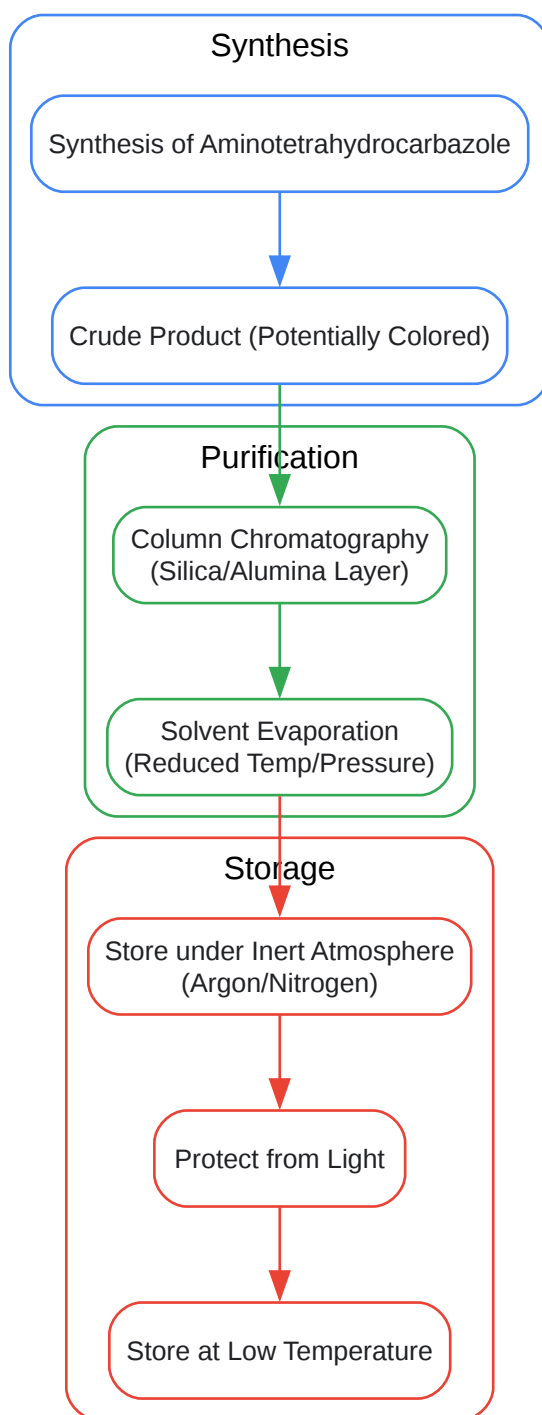 Synthesis
Synthesis of Aminotetrahydrocarbazole
Crude Product (Potentially Colored)
Purification
Column Chromatography
(Silica/Alumina Layer)
Solvent Evaporation
(Reduced Temp/Pressure)
Storage
Store under Inert Atmosphere
(Argon/Nitrogen)
Protect from Light
Store at Low Temperature